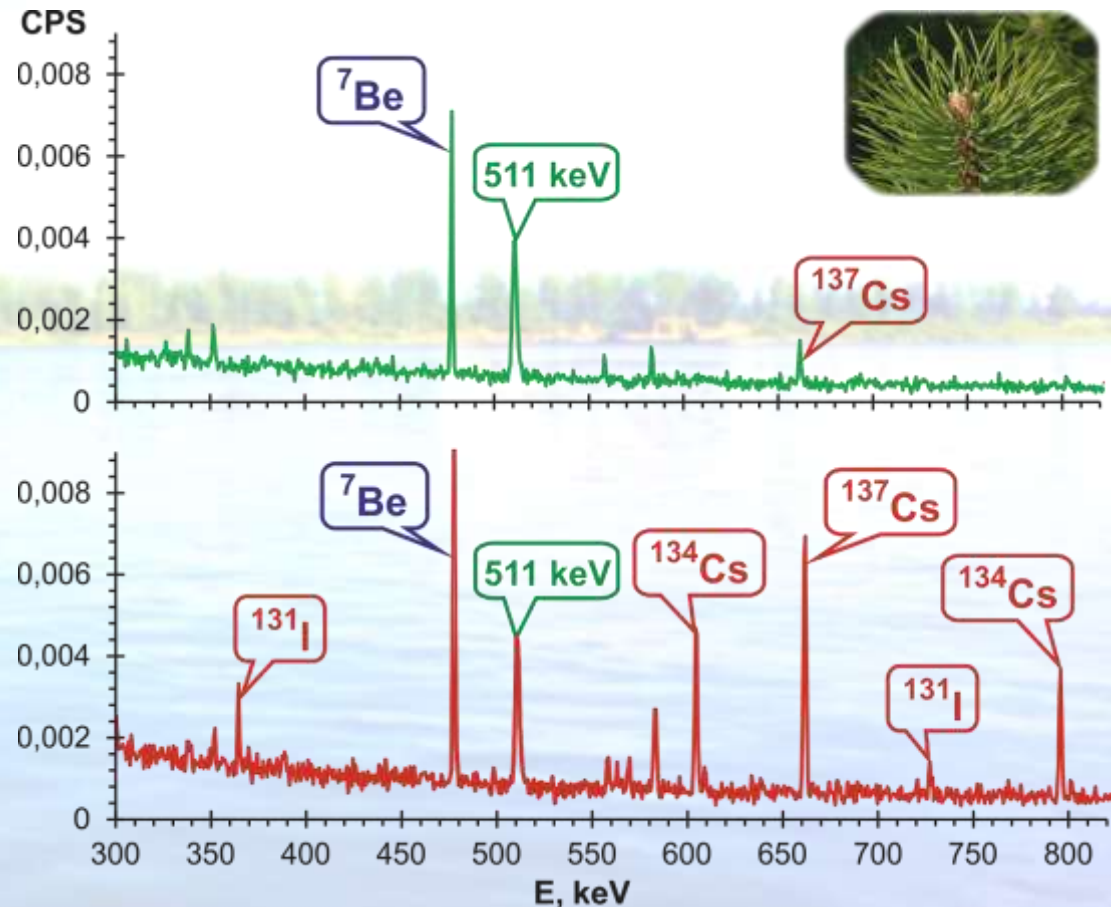 CPS
0,008
0,006
0,004
0,002
0
⁷Be
511 keV
¹³⁷Cs
0,008
0,006
0,004
0,002
0
¹³¹I
⁷Be
511 keV
¹³⁴Cs
¹³⁷Cs
¹³¹I
¹³⁴Cs
300 350 400 450 500 550 600 650 700 750 800
E, keV